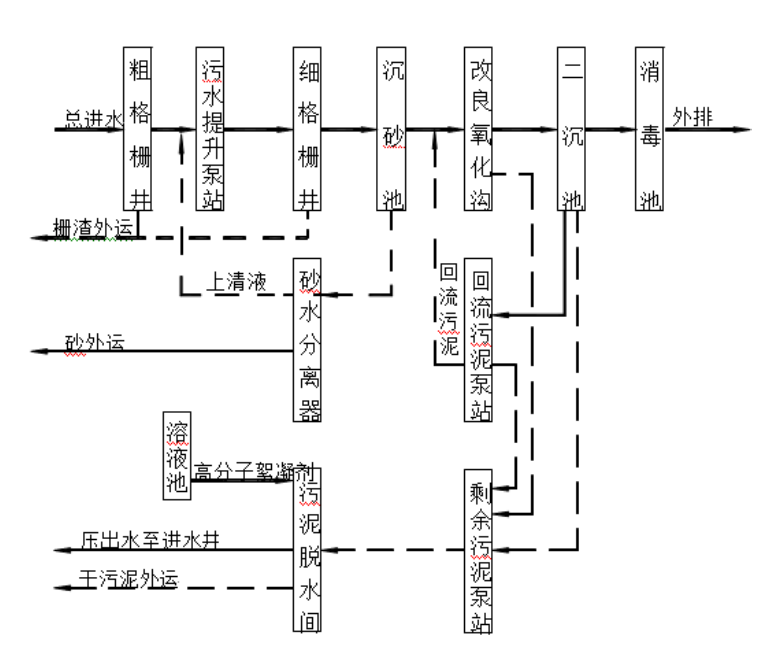 总进水
粗格栅井
污水提升泵站
细格栅井
沉砂池
改良氧化沟
二沉池
消毒池
外排
栅渣外运
上清液
砂水分离器
回流污泥
回流污泥泵站
砂外运
溶液池
高分子絮凝剂
污泥脱水间
剩余污泥泵站
压出水至进水井
干污泥外运